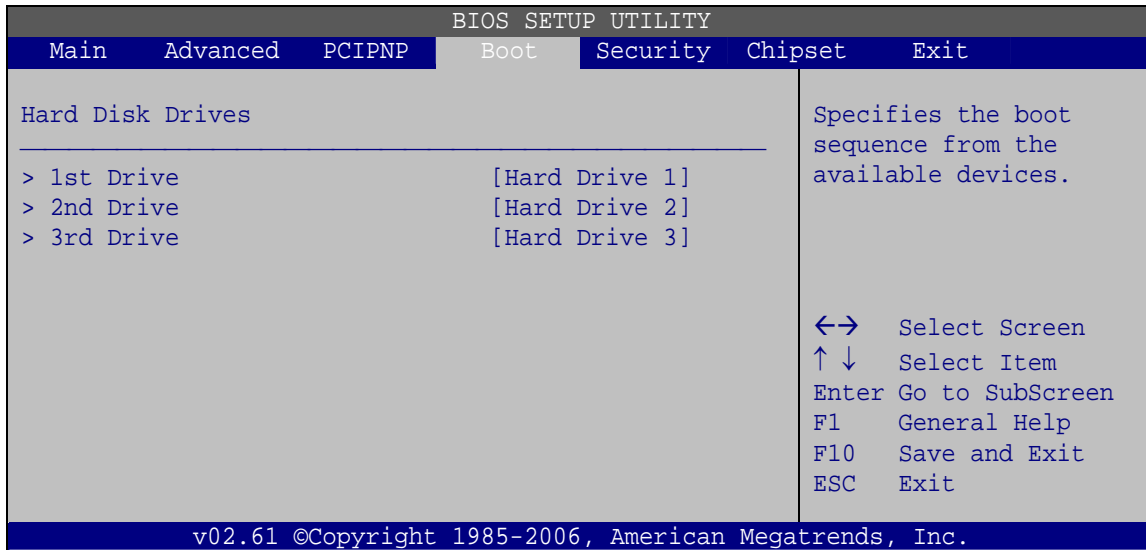 BIOS SETUP UTILITY
Main Advanced PCIPNP Boot Security Chipset Exit
Hard Disk Drives
> 1st Drive [Hard Drive 1]
> 2nd Drive [Hard Drive 2]
> 3rd Drive [Hard Drive 3]
Specifies the boot
sequence from the
available devices.
←→ Select Screen
↑ ↓ Select Item
Enter Go to SubScreen
F1 General Help
F10 Save and Exit
ESC Exit
v02.61 ©Copyright 1985-2006, American Megatrends, Inc.